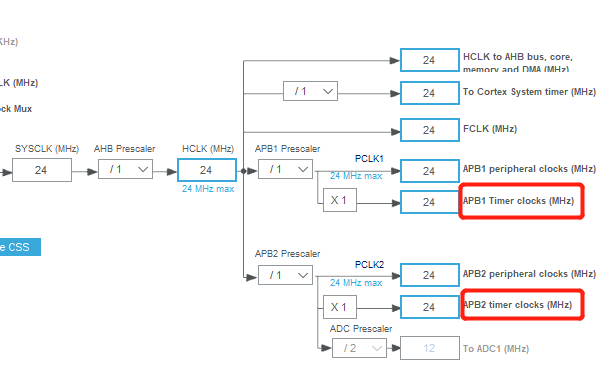 KHz)
LK (MHz)
ock Mux
SYSCLK (MHz)
24
AHB Prescaler
/ 1
HCLK (MHz)
24
24 MHz max
24
HCLK to AHB bus, core,
memory and DMA (MHz)
/ 1
24
To Cortex System timer (MHz)
24
FCLK (MHz)
APB1 Prescaler
/ 1
PCLK1
24 MHz max
24
APB1 peripheral clocks (MHz)
X 1
24
APB1 Timer clocks (MHz)
e CSS
APB2 Prescaler
/ 1
PCLK2
24 MHz max
24
APB2 peripheral clocks (MHz)
X 1
24
APB2 timer clocks (MHz)
ADC Prescaler
/ 2
12
To ADC1 (MHz)